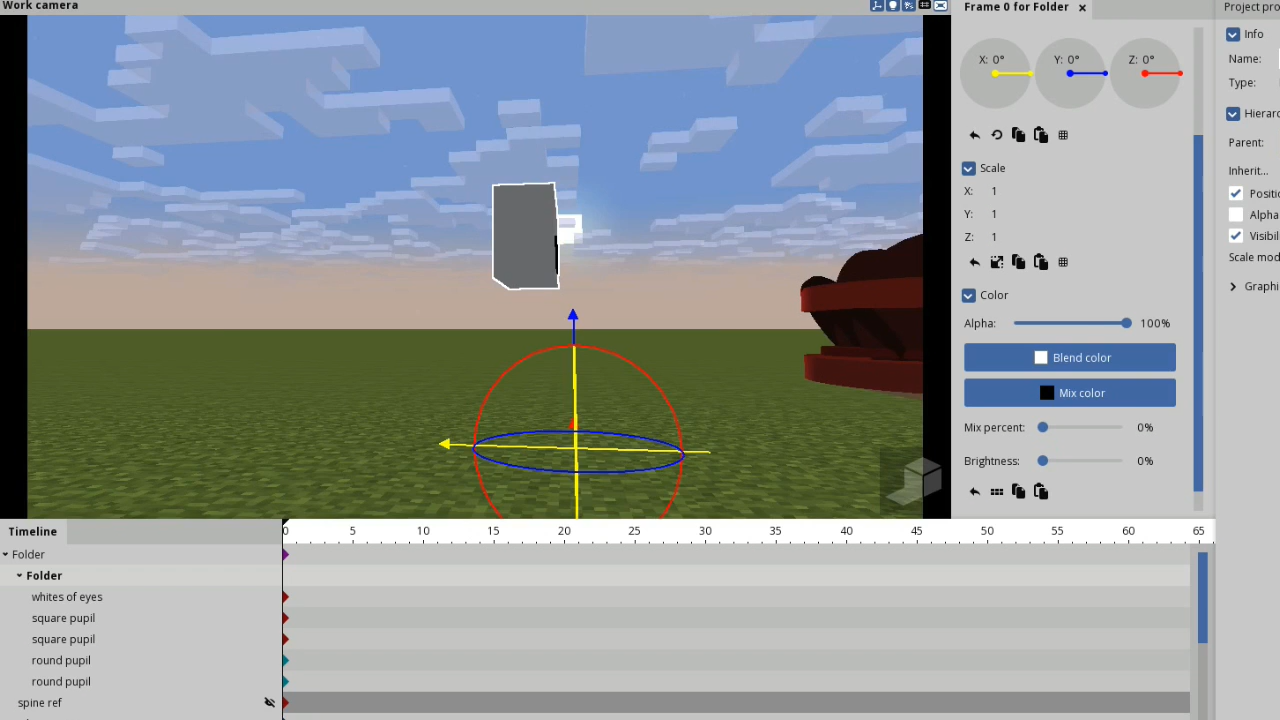 Work camera
Frame 0 for Folder
X: 0°
Y: 0°
Z: 0°
Scale
X: 1
Y: 1
Z: 1
Color
Alpha: 100%
Blend color
Mix color
Mix percent: 0%
Brightness: 0%
Project pro
Info
Name:
Type:
Hierarc
Parent:
Inherit...
Positio
Alpha
Visibil
Scale mod
Graphi
Timeline
0 5 10 15 20 25 30 35 40 45 50 55 60 65
Folder
Folder
whites of eyes
square pupil
square pupil
round pupil
round pupil
spine ref